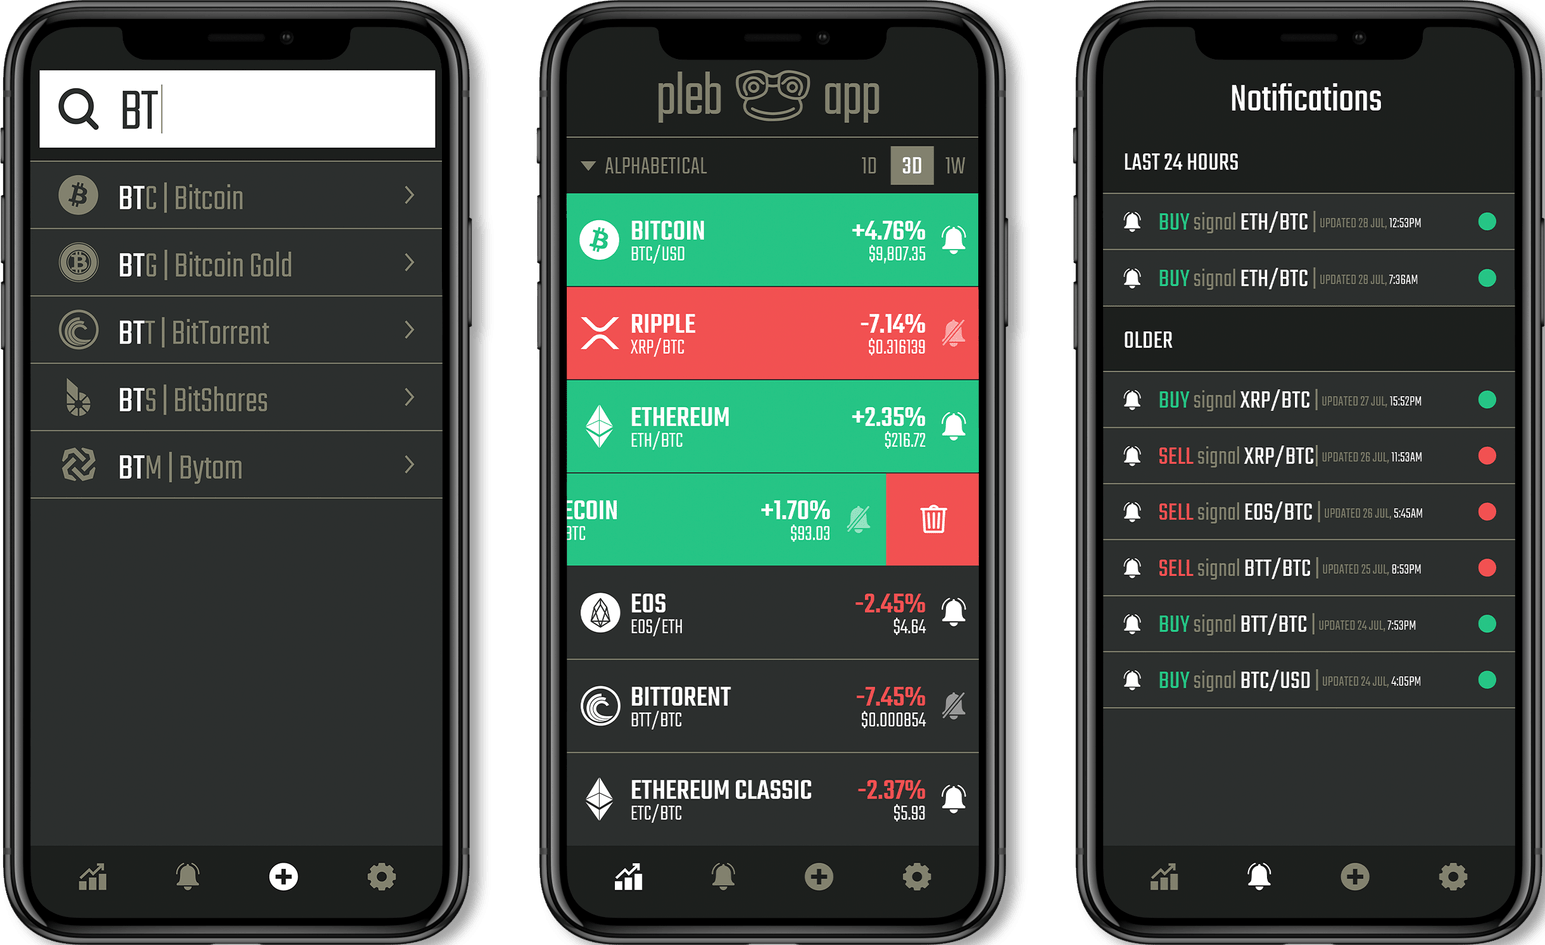 BT
BTC | Bitcoin
BTG | Bitcoin Gold
BTT | BitTorrent
BTS | BitShares
BTM | Bytom
pleb app
ALPHABETICAL 1D 3D 1W
BITCOIN +4.76%
BTC/USD $9,807.35
RIPPLE -7.14%
XRP/BTC $0.316139
ETHEREUM +2.35%
ETH/BTC $216.72
ECOIN +1.70%
BTC $93.03
EOS -2.45%
EOS/ETH $4.64
BITTORENT -7.45%
BTT/BTC $0.000854
ETHEREUM CLASSIC -2.37%
ETC/BTC $5.93
Notifications
LAST 24 HOURS
BUY signal ETH/BTC | UPDATED 28 JUL, 12:53PM
BUY signal ETH/BTC | UPDATED 28 JUL, 7:36AM
OLDER
BUY signal XRP/BTC | UPDATED 27 JUL, 15:52PM
SELL signal XRP/BTC | UPDATED 26 JUL, 11:53AM
SELL signal EOS/BTC | UPDATED 26 JUL, 5:45AM
SELL signal BTT/BTC | UPDATED 25 JUL, 8:53PM
BUY signal BTT/BTC | UPDATED 24 JUL, 7:53PM
BUY signal BTC/USD | UPDATED 24 JUL, 4:05PM